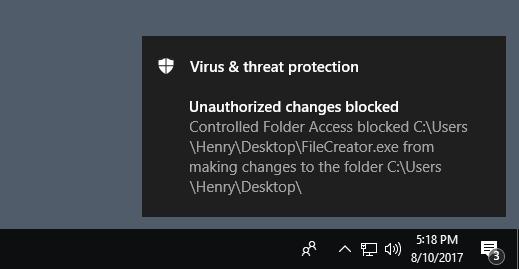 Virus & threat protection
Unauthorized changes blocked
Controlled Folder Access blocked C:\Users
\Henry\Desktop\FileCreator.exe from
making changes to the folder C:\Users
\Henry\Desktop\
5:18 PM
8/10/2017
3